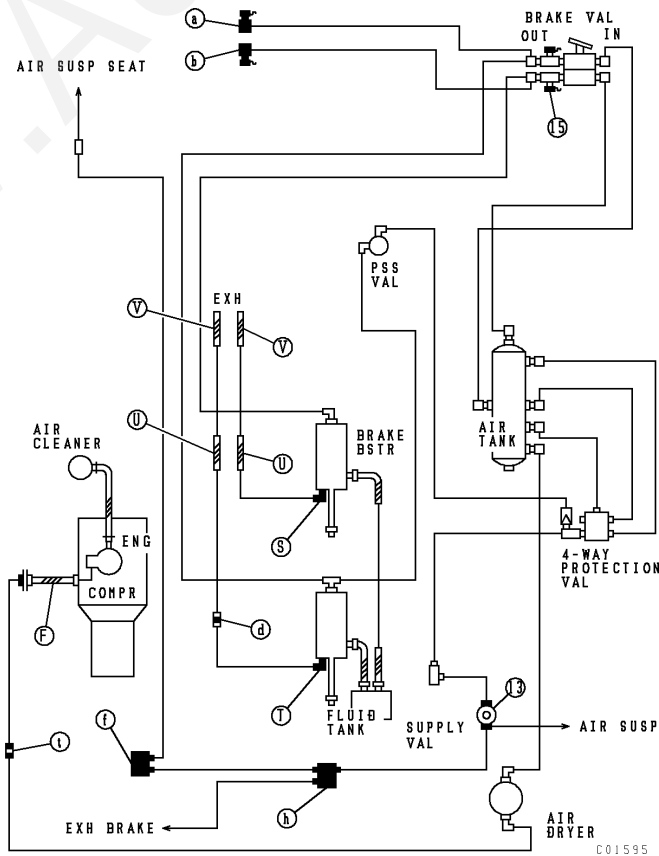 a
BRAKE VAL
OUT
IN
b
AIR SUSP SEAT
15
PSS
VAL
EXH
V
V
AIR
TANK
AIR
CLEANER
U
BRAKE
BSTR
U
ENG
S
4-WAY
PROTECTION
VAL
COMPR
F
d
T
FLUID
TANK
13
f
SUPPLY
VAL
AIR SUSP
t
h
EXH BRAKE
AIR
DRYER
C01595